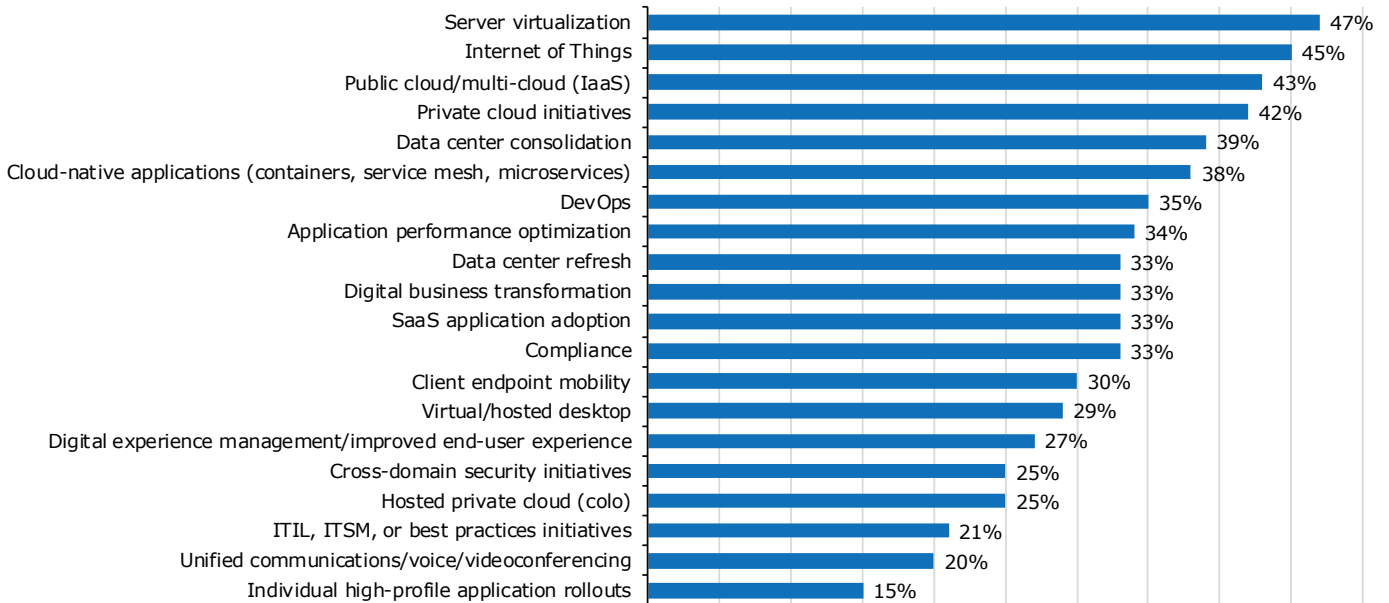 Server virtualization 47%
Internet of Things 45%
Public cloud/multi-cloud (IaaS) 43%
Private cloud initiatives 42%
Data center consolidation 39%
Cloud-native applications (containers, service mesh, microservices) 38%
DevOps 35%
Application performance optimization 34%
Data center refresh 33%
Digital business transformation 33%
SaaS application adoption 33%
Compliance 33%
Client endpoint mobility 30%
Virtual/hosted desktop 29%
Digital experience management/improved end-user experience 27%
Cross-domain security initiatives 25%
Hosted private cloud (colo) 25%
ITIL, ITSM, or best practices initiatives 21%
Unified communications/voice/videoconferencing 20%
Individual high-profile application rollouts 15%